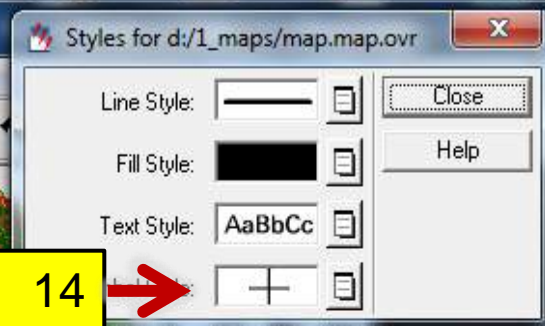 Styles for d:/1_maps/map.map.ovr
Line Style:
Close
Fill Style:
Help
Text Style:
AaBbCc
14